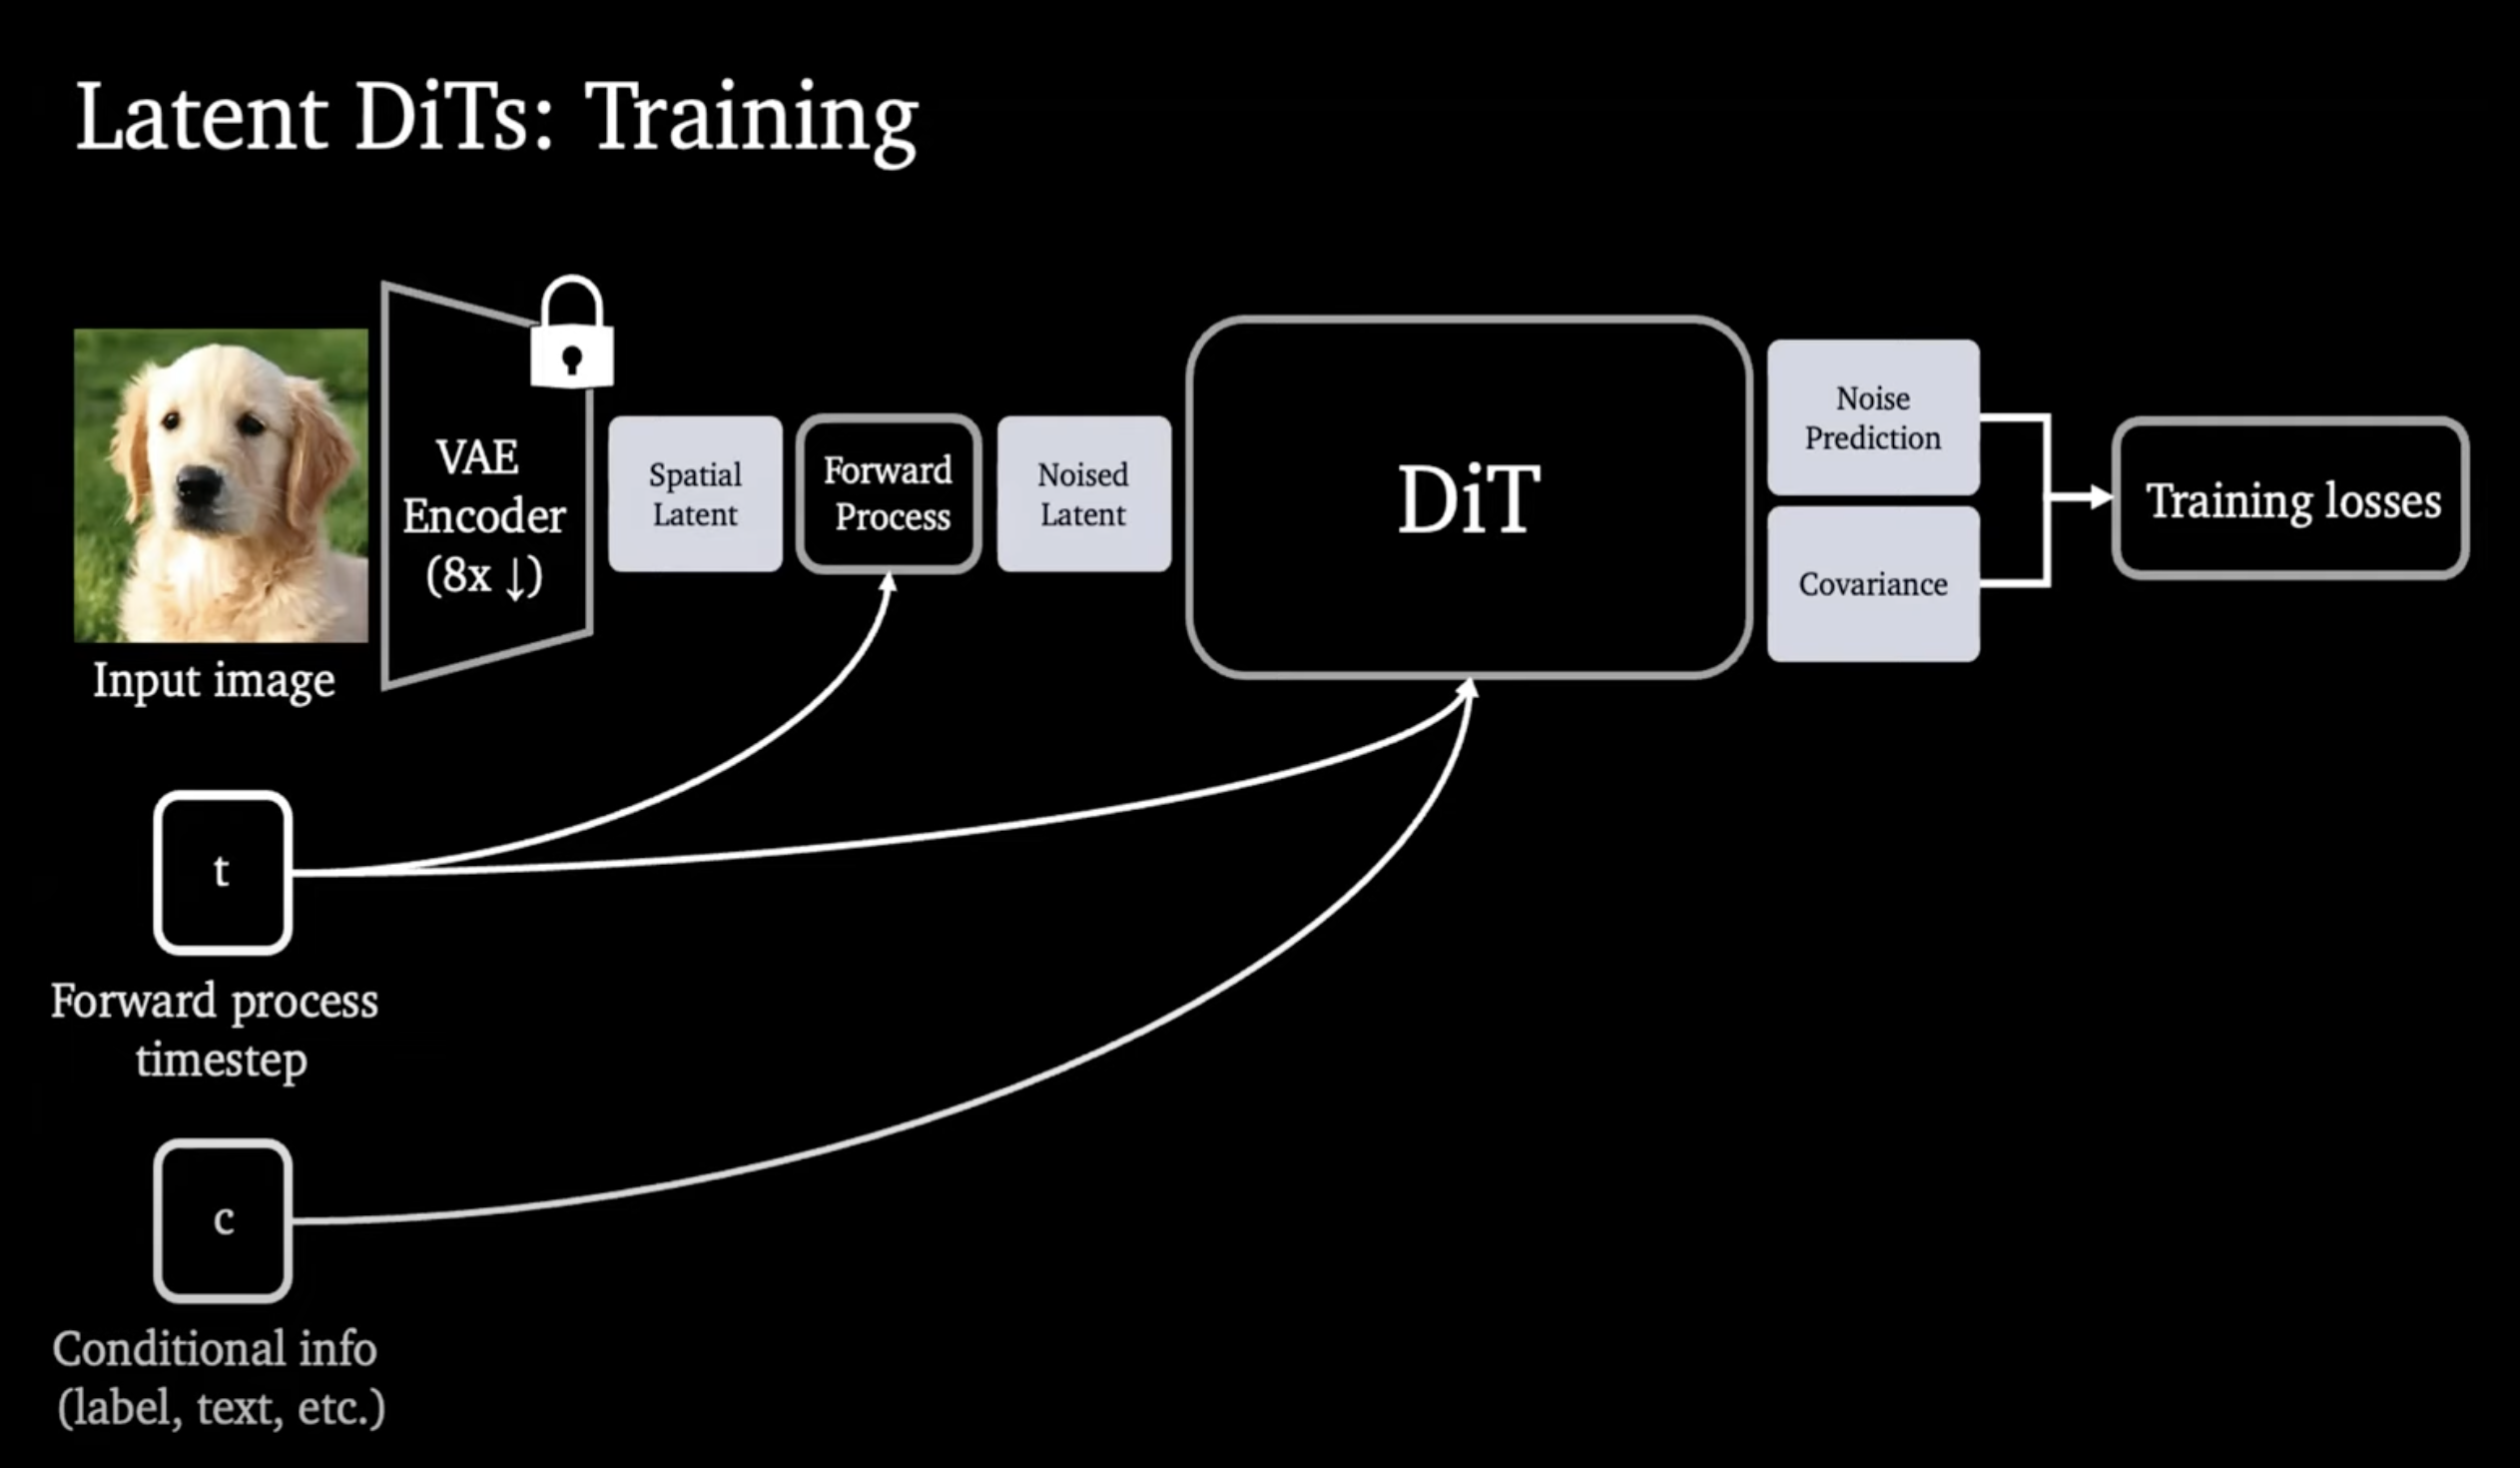 Latent DiTs: Training
VAE
Encoder
(8x ↓)
Spatial
Latent
Forward
Process
Noised
Latent
DiT
Noise
Prediction
Covariance
Training losses
Input image
t
Forward process
timestep
c
Conditional info
(label, text, etc.)